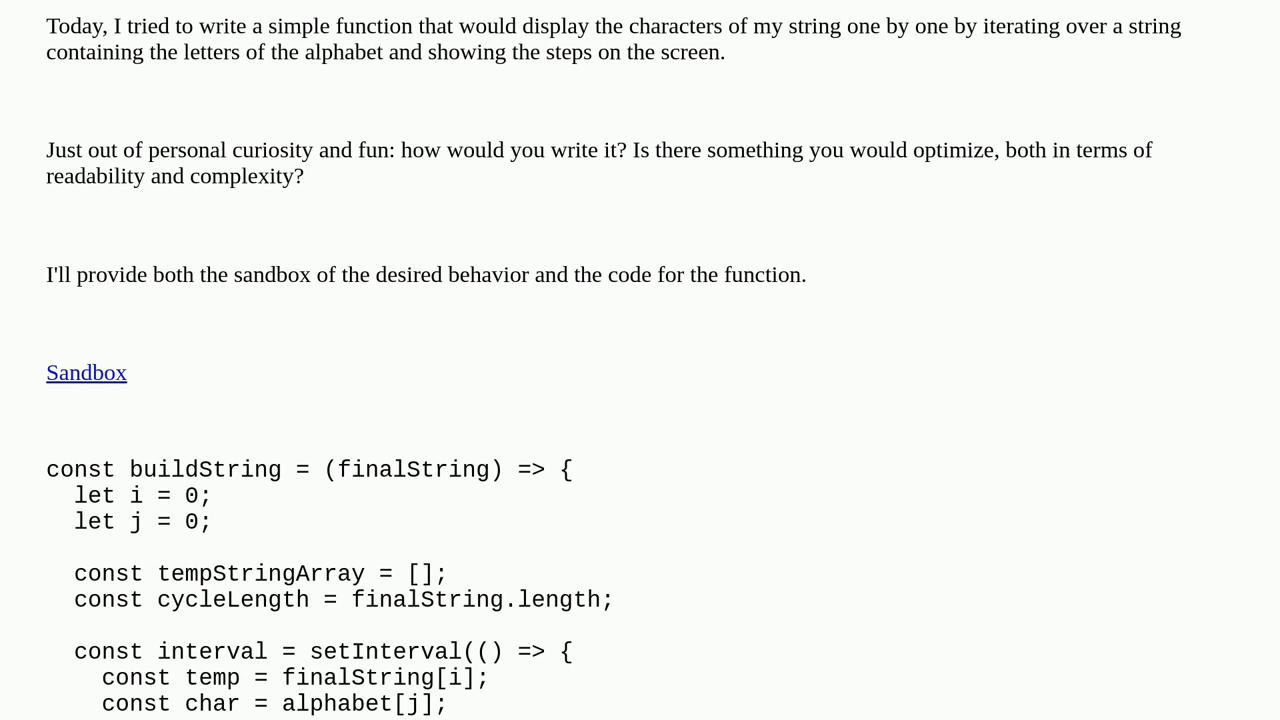 Today, I tried to write a simple function that would display the characters of my string one by one by iterating over a string
containing the letters of the alphabet and showing the steps on the screen.
Just out of personal curiosity and fun: how would you write it? Is there something you would optimize, both in terms of
readability and complexity?
I'll provide both the sandbox of the desired behavior and the code for the function.
Sandbox
const buildString = (finalString) => {
  let i = 0;
  let j = 0;
  const tempStringArray = [];
  const cycleLength = finalString.length;
  const interval = setInterval(() => {
    const temp = finalString[i];
    const char = alphabet[j];